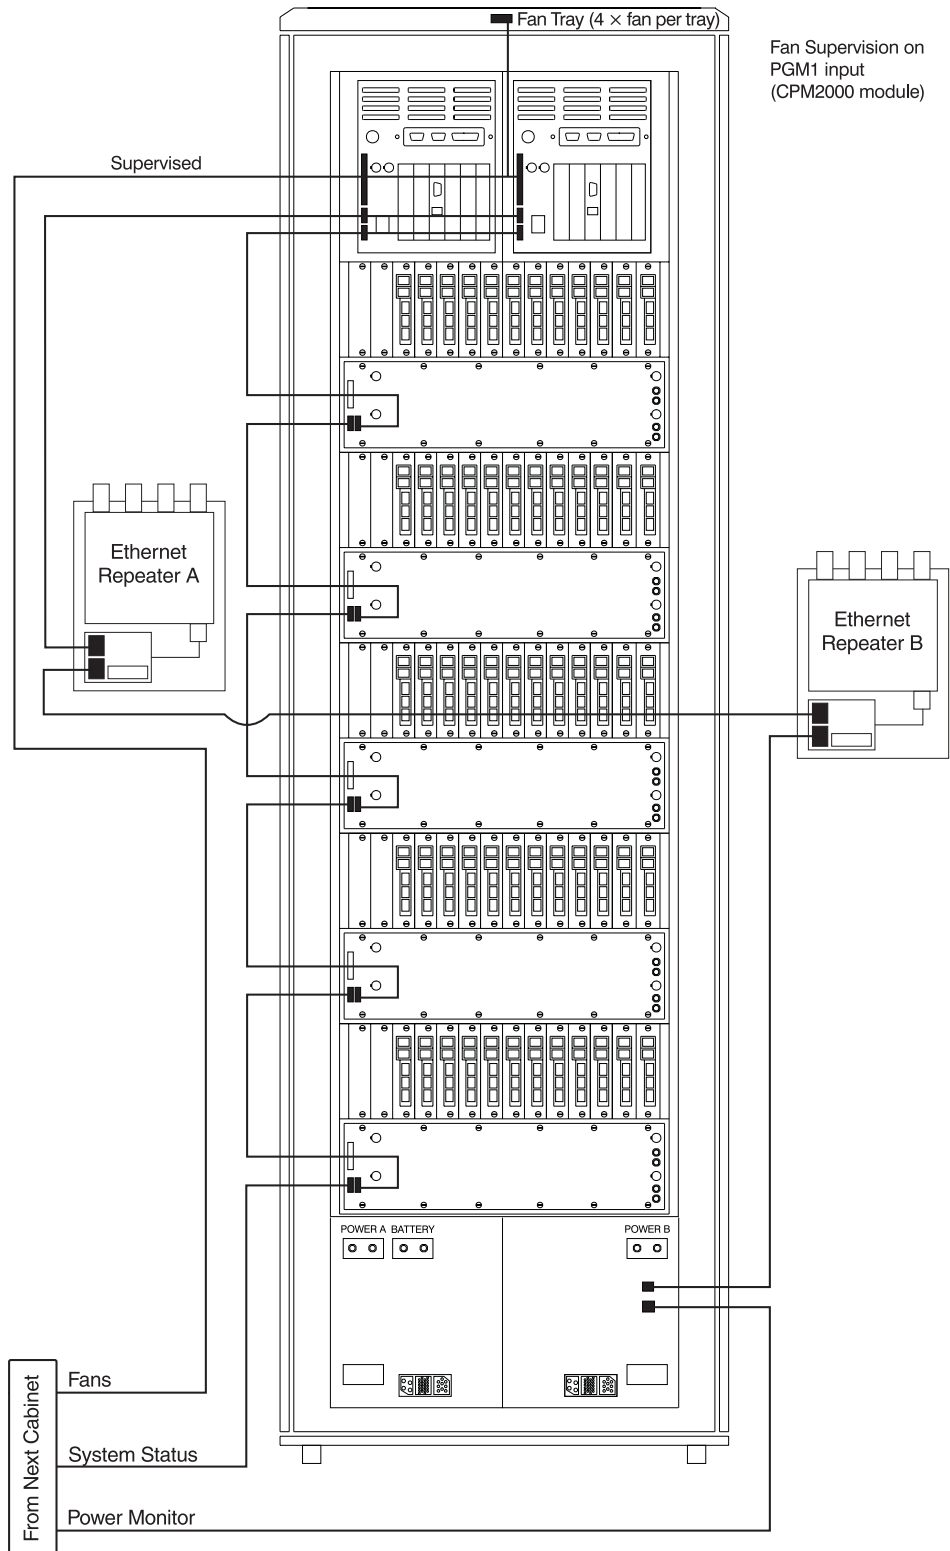 Fan Tray (4 × fan per tray)
Fan Supervision on
PGM1 input
(CPM2000 module)
Supervised
Ethernet
Repeater A
Ethernet
Repeater B
POWER A BATTERY
POWER B
From Next Cabinet
Fans
System Status
Power Monitor